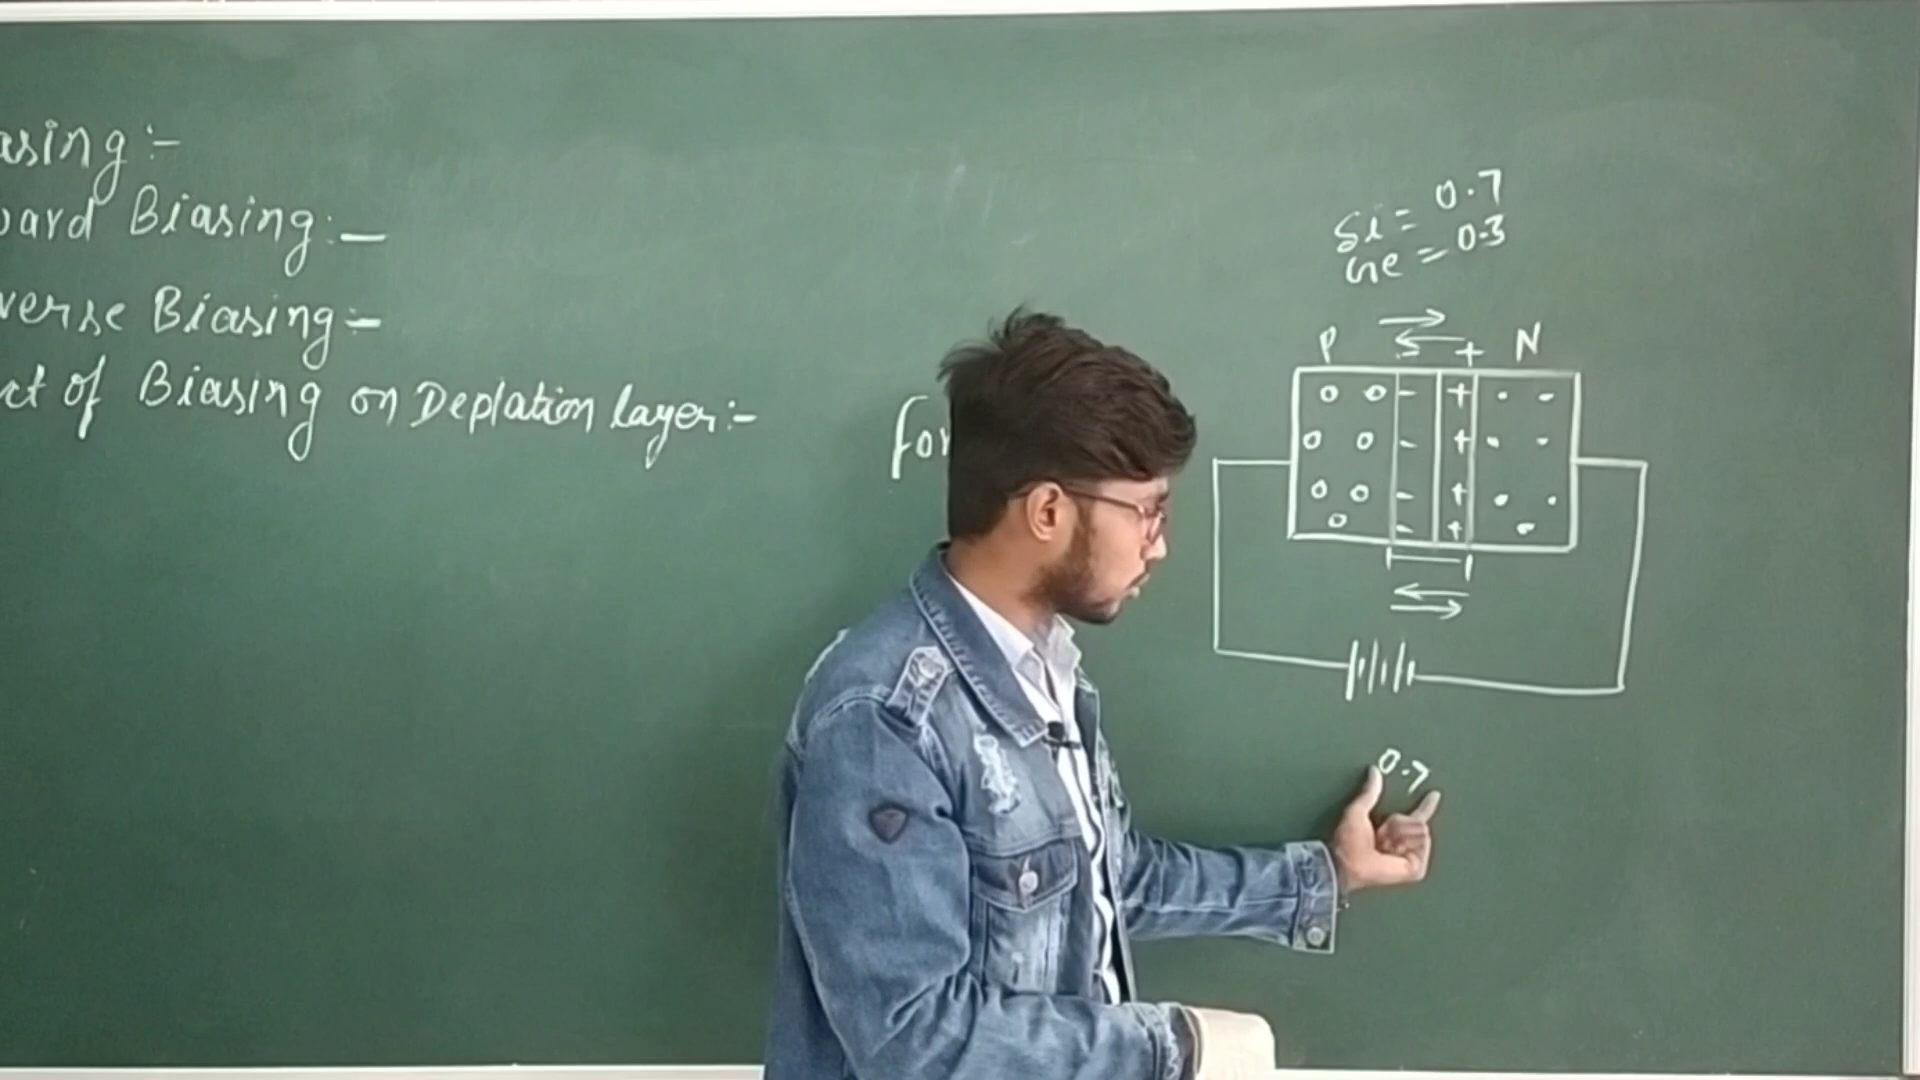 asing:-
ward Biasing:-
verse Biasing:-
ct of Biasing on Deplation layer:-
for
Si = 0.7
Ge = 0.3
P N
- +
- +
- +
- +
- +
0.7